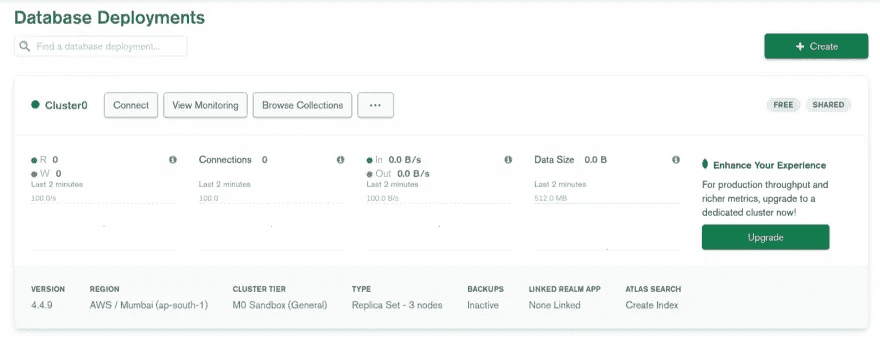 Database Deployments
Find a database deployment...
+ Create
Cluster0
Connect
View Monitoring
Browse Collections
...
FREE
SHARED
R 0
W 0
Last 2 minutes
100.0/s
Connections 0
Last 2 minutes
100.0
In 0.0 B/s
Out 0.0 B/s
Last 2 minutes
100.0 B/s
Data Size 0.0 B
Last 2 minutes
512.0 MB
Enhance Your Experience
For production throughput and
richer metrics, upgrade to a
dedicated cluster now!
Upgrade
VERSION
4.4.9
REGION
AWS / Mumbai (ap-south-1)
CLUSTER TIER
M0 Sandbox (General)
TYPE
Replica Set - 3 nodes
BACKUPS
Inactive
LINKED REALM APP
None Linked
ATLAS SEARCH
Create Index